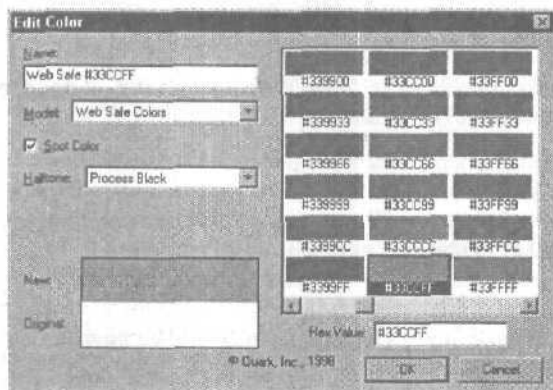 Edit Color
Name:
Web Safe #33CCFF
Model: Web Safe Colors
Spot Color
Halftone: Process Black
New:
Original:
#339900 #33CC00 #33FF00
#339933 #33CC33 #33FF33
#339966 #33CC66 #33FF66
#339999 #33CC99 #33FF99
#3399CC #33CCCC #33FFCC
#3399FF #33CCFF #33FFFF
Hex Value: #33CCFF
© Quark, Inc., 1998
OK Cancel